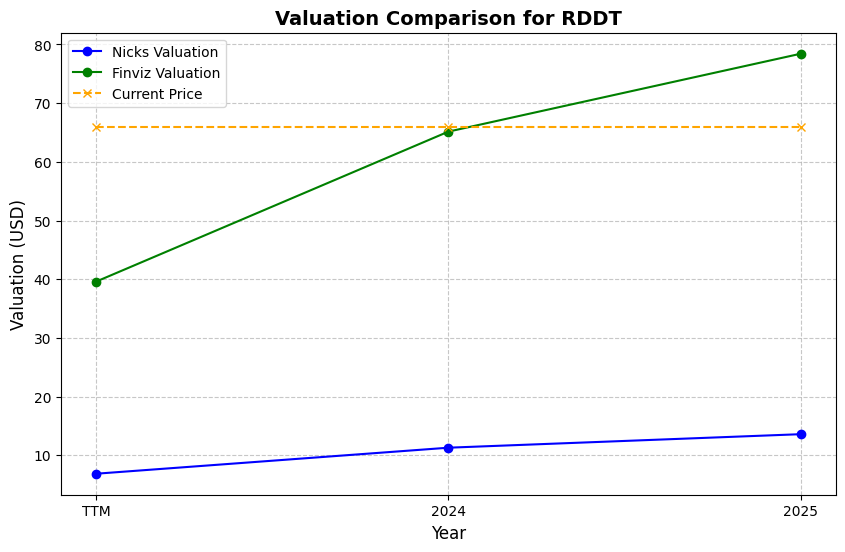 Valuation Comparison for RDDT
Nicks Valuation
Finviz Valuation
Current Price
Valuation (USD)
80
70
60
50
40
30
20
10
TTM
2024
2025
Year